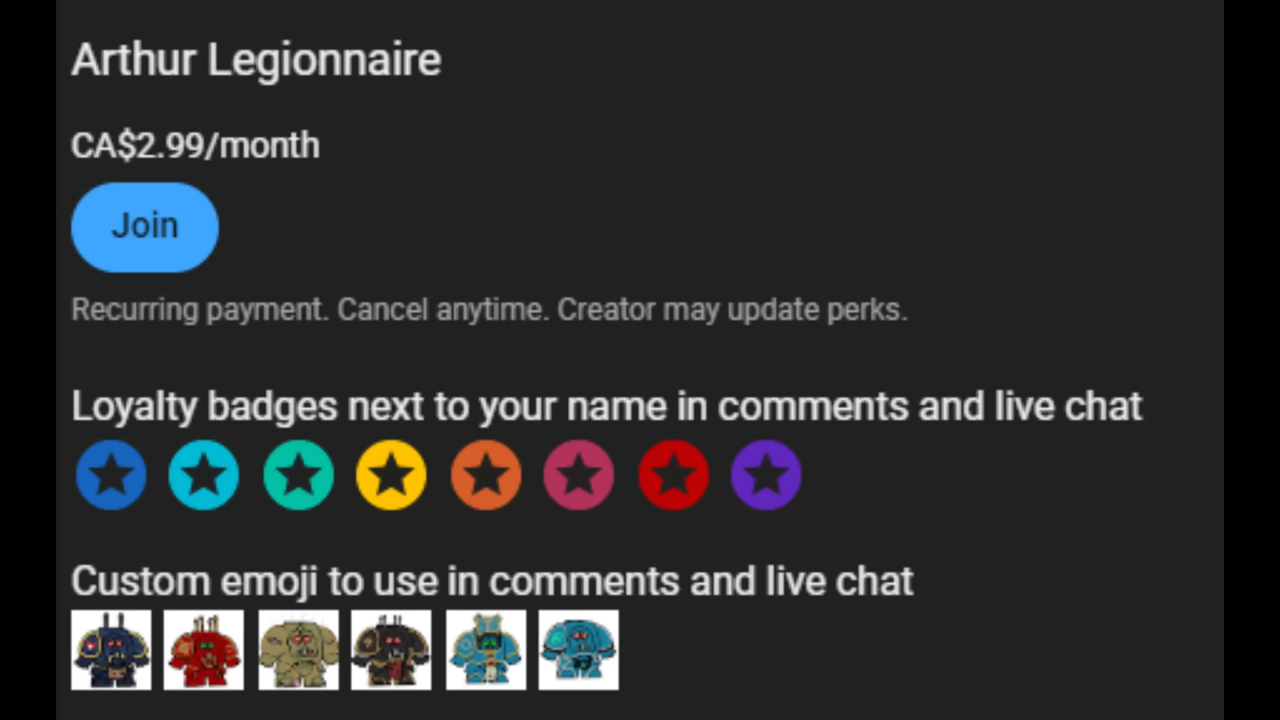 Arthur Legionnaire
CA$2.99/month
Join
Recurring payment. Cancel anytime. Creator may update perks.
Loyalty badges next to your name in comments and live chat
Custom emoji to use in comments and live chat